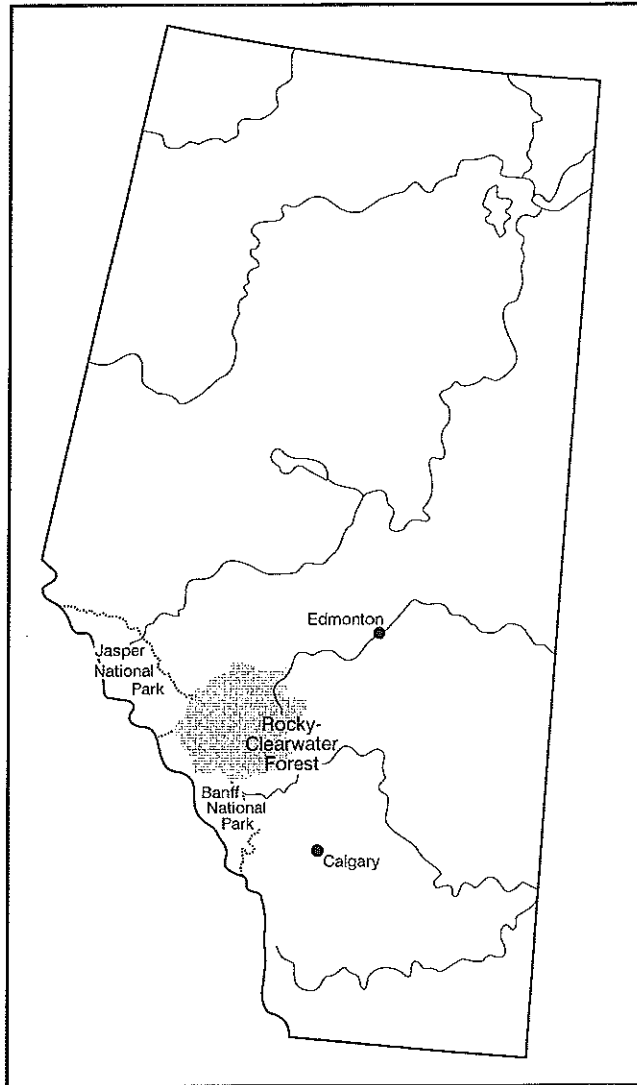 Edmonton
Jasper
National
Park
Rocky-
Clearwater
Forest
Banff
National
Park
Calgary